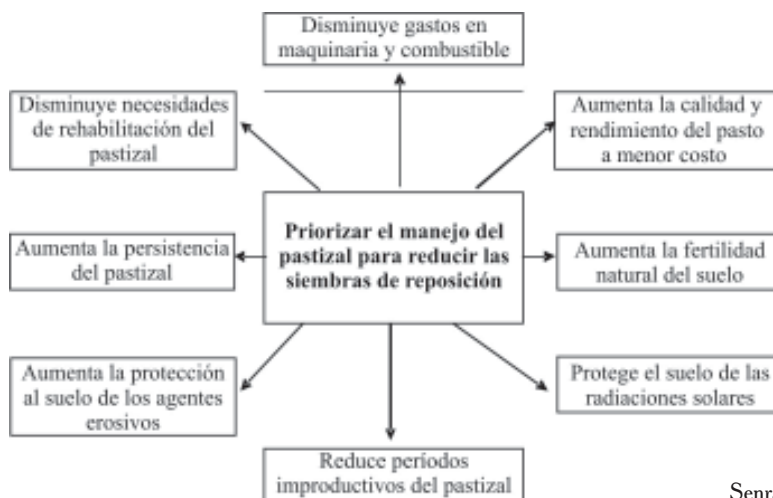 Disminuye gastos en
maquinaria y combustible
Disminuye necesidades
de rehabilitación del
pastizal
Aumenta la calidad y
rendimiento del pasto
a menor costo
Priorizar el manejo del
pastizal para reducir las
siembras de reposición
Aumenta la persistencia
del pastizal
Aumenta la fertilidad
natural del suelo
Aumenta la protección
al suelo de los agentes
erosivos
Protege el suelo de las
radiaciones solares
Reduce períodos
improductivos del pastizal